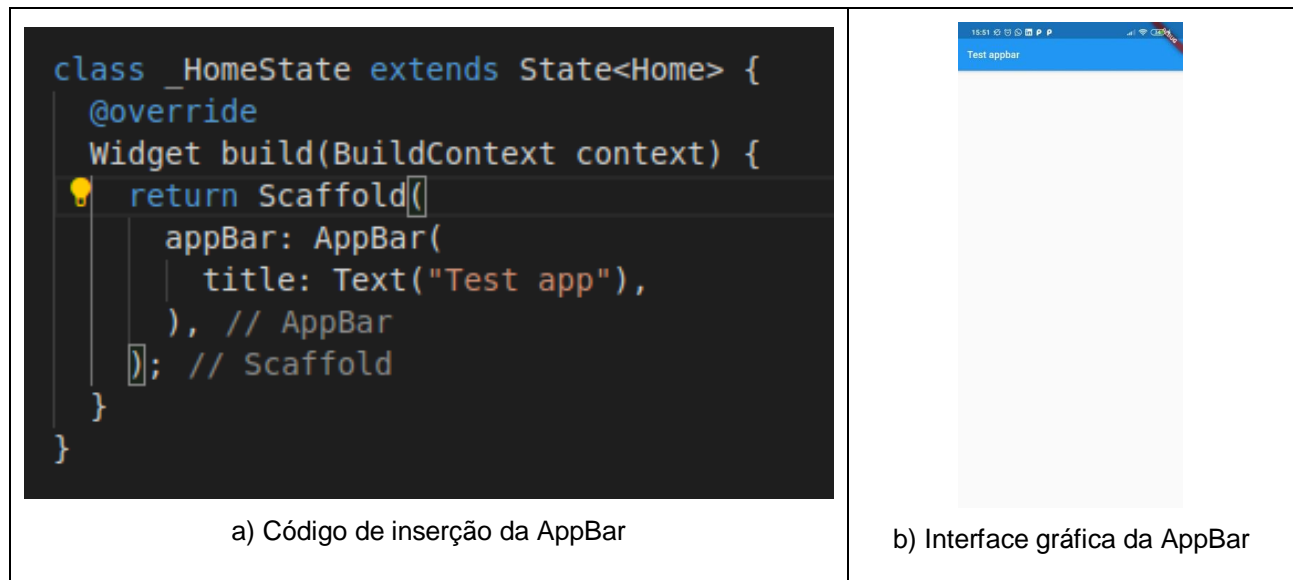 class _HomeState extends State<Home> {
@override
Widget build(BuildContext context) {
return Scaffold(
appBar: AppBar(
title: Text("Test app"),
), // AppBar
); // Scaffold
}
}
a) Código de inserção da AppBar
15:51
Test appbar
b) Interface gráfica da AppBar